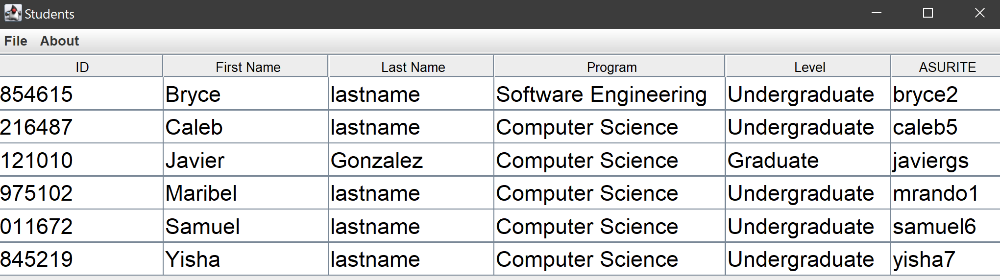 Students
File About
ID First Name Last Name Program Level ASURITE
854615 Bryce lastname Software Engineering Undergraduate bryce2
216487 Caleb lastname Computer Science Undergraduate caleb5
121010 Javier Gonzalez Computer Science Graduate javiergs
975102 Maribel lastname Computer Science Undergraduate mrando1
011672 Samuel lastname Computer Science Undergraduate samuel6
845219 Yisha lastname Computer Science Undergraduate yisha7